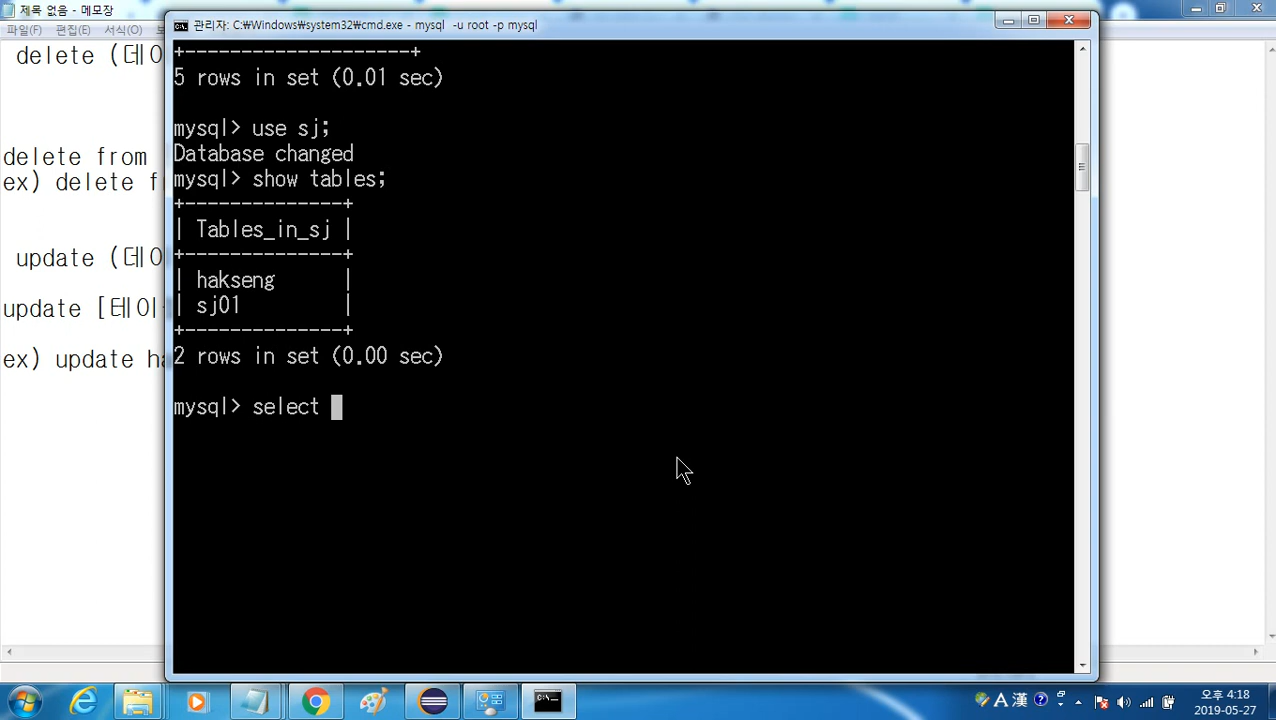 제목 없음 - 메모장
파일(F) 편집(E) 서식(O)
delete (테이
delete from
ex) delete f
update (테이
update [테이
ex) update ha
관리자: C:\Windows\system32\cmd.exe - mysql -u root -p mysql
+--------------------+
5 rows in set (0.01 sec)
mysql> use sj;
Database changed
mysql> show tables;
+--------------+
| Tables_in_sj |
+--------------+
| hakseng      |
| sj01         |
+--------------+
2 rows in set (0.00 sec)
mysql> select
A 漢
오후 4:18
2019-05-27